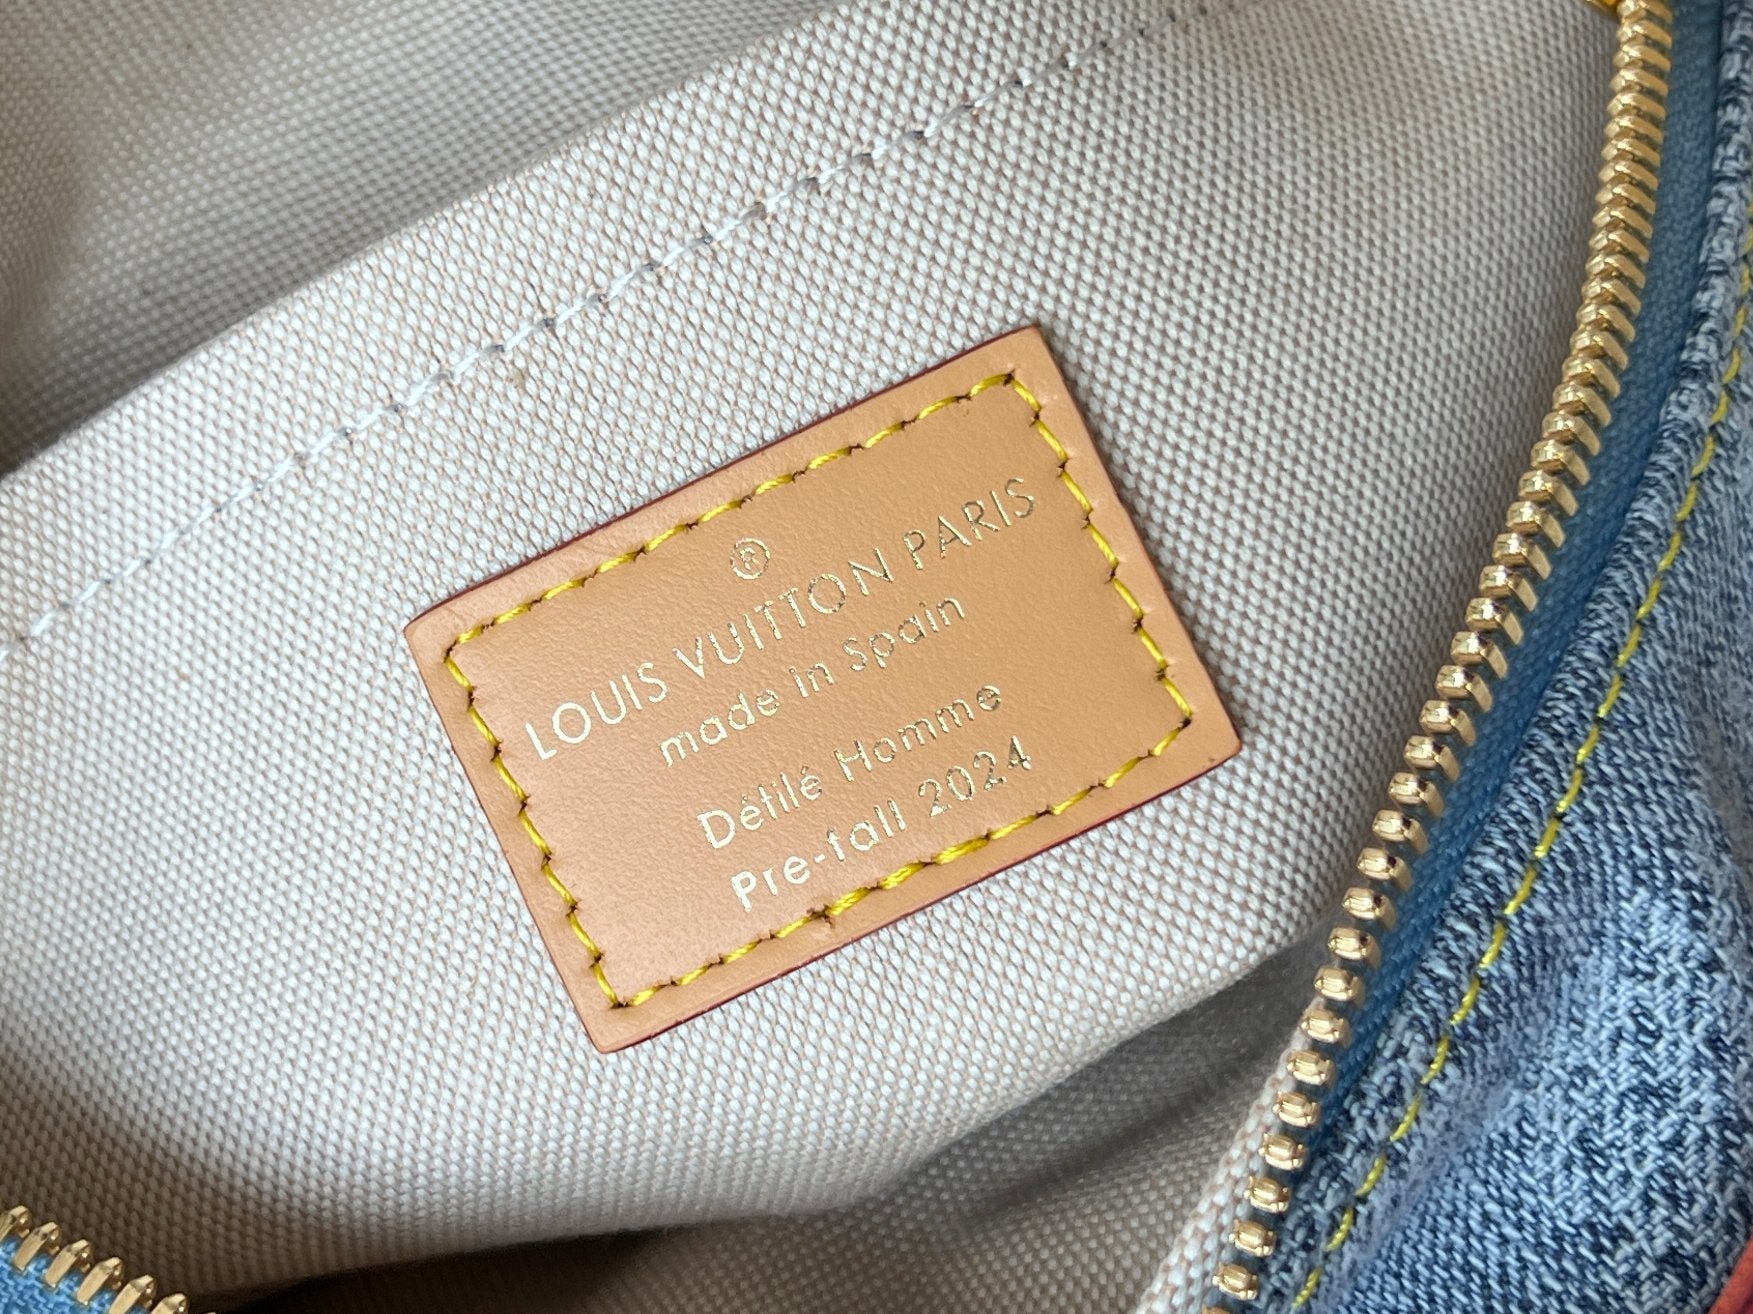 ®
LOUIS VUITTON PARIS
made in Spain
Défilé Homme
Pre-fall 2024